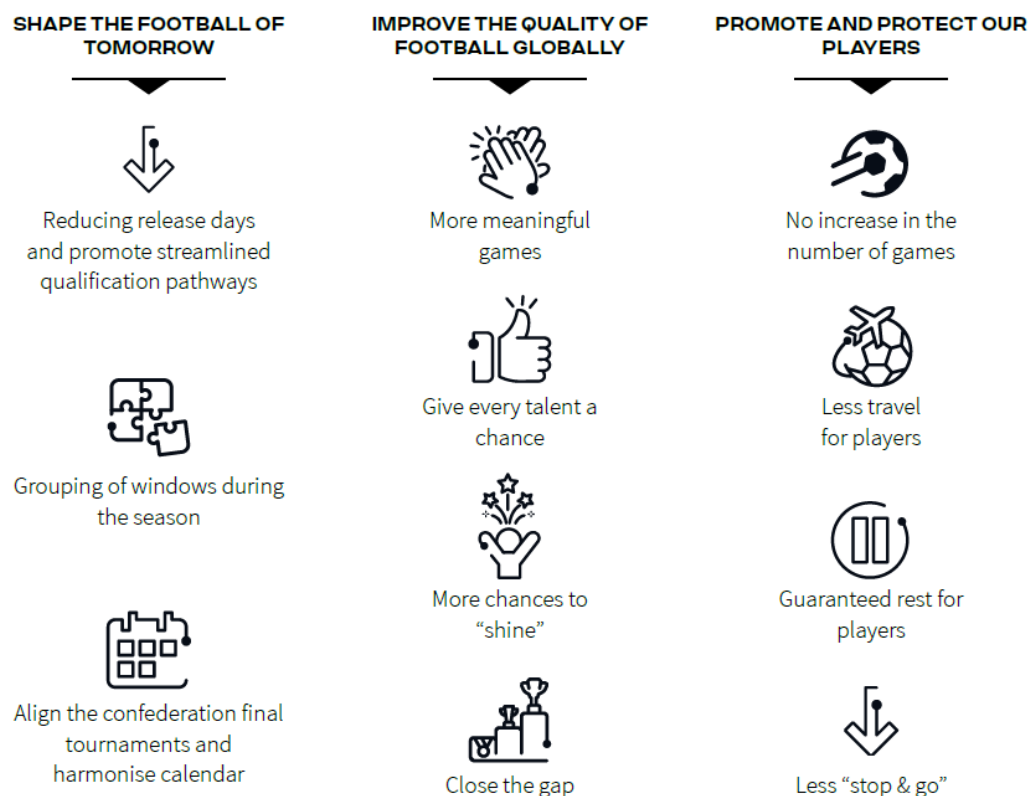 SHAPE THE FOOTBALL OF
TOMORROW
Reducing release days
and promote streamlined
qualification pathways
Grouping of windows during
the season
Align the confederation final
tournaments and
harmonise calendar
IMPROVE THE QUALITY OF
FOOTBALL GLOBALLY
More meaningful
games
Give every talent a
chance
More chances to
“shine”
Close the gap
PROMOTE AND PROTECT OUR
PLAYERS
No increase in the
number of games
Less travel
for players
Guaranteed rest for
players
Less “stop & go”